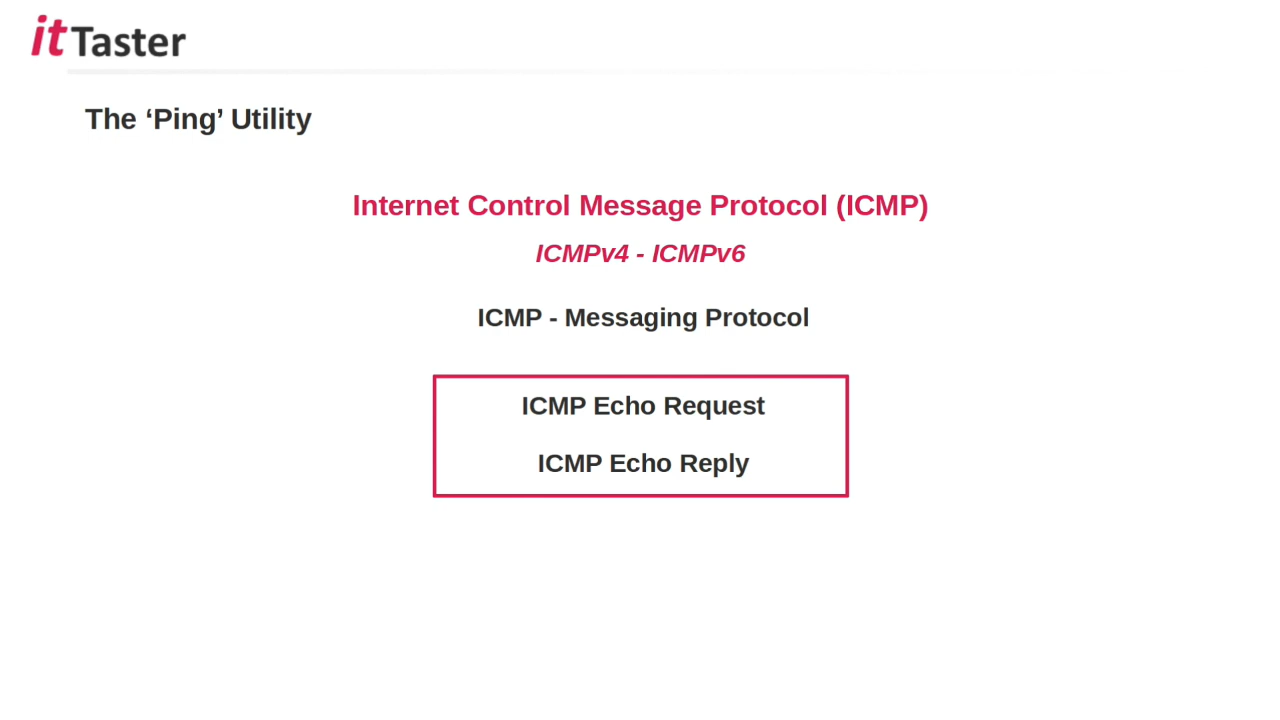 itTaster
The ‘Ping’ Utility
Internet Control Message Protocol (ICMP)
ICMPv4 - ICMPv6
ICMP - Messaging Protocol
ICMP Echo Request
ICMP Echo Reply